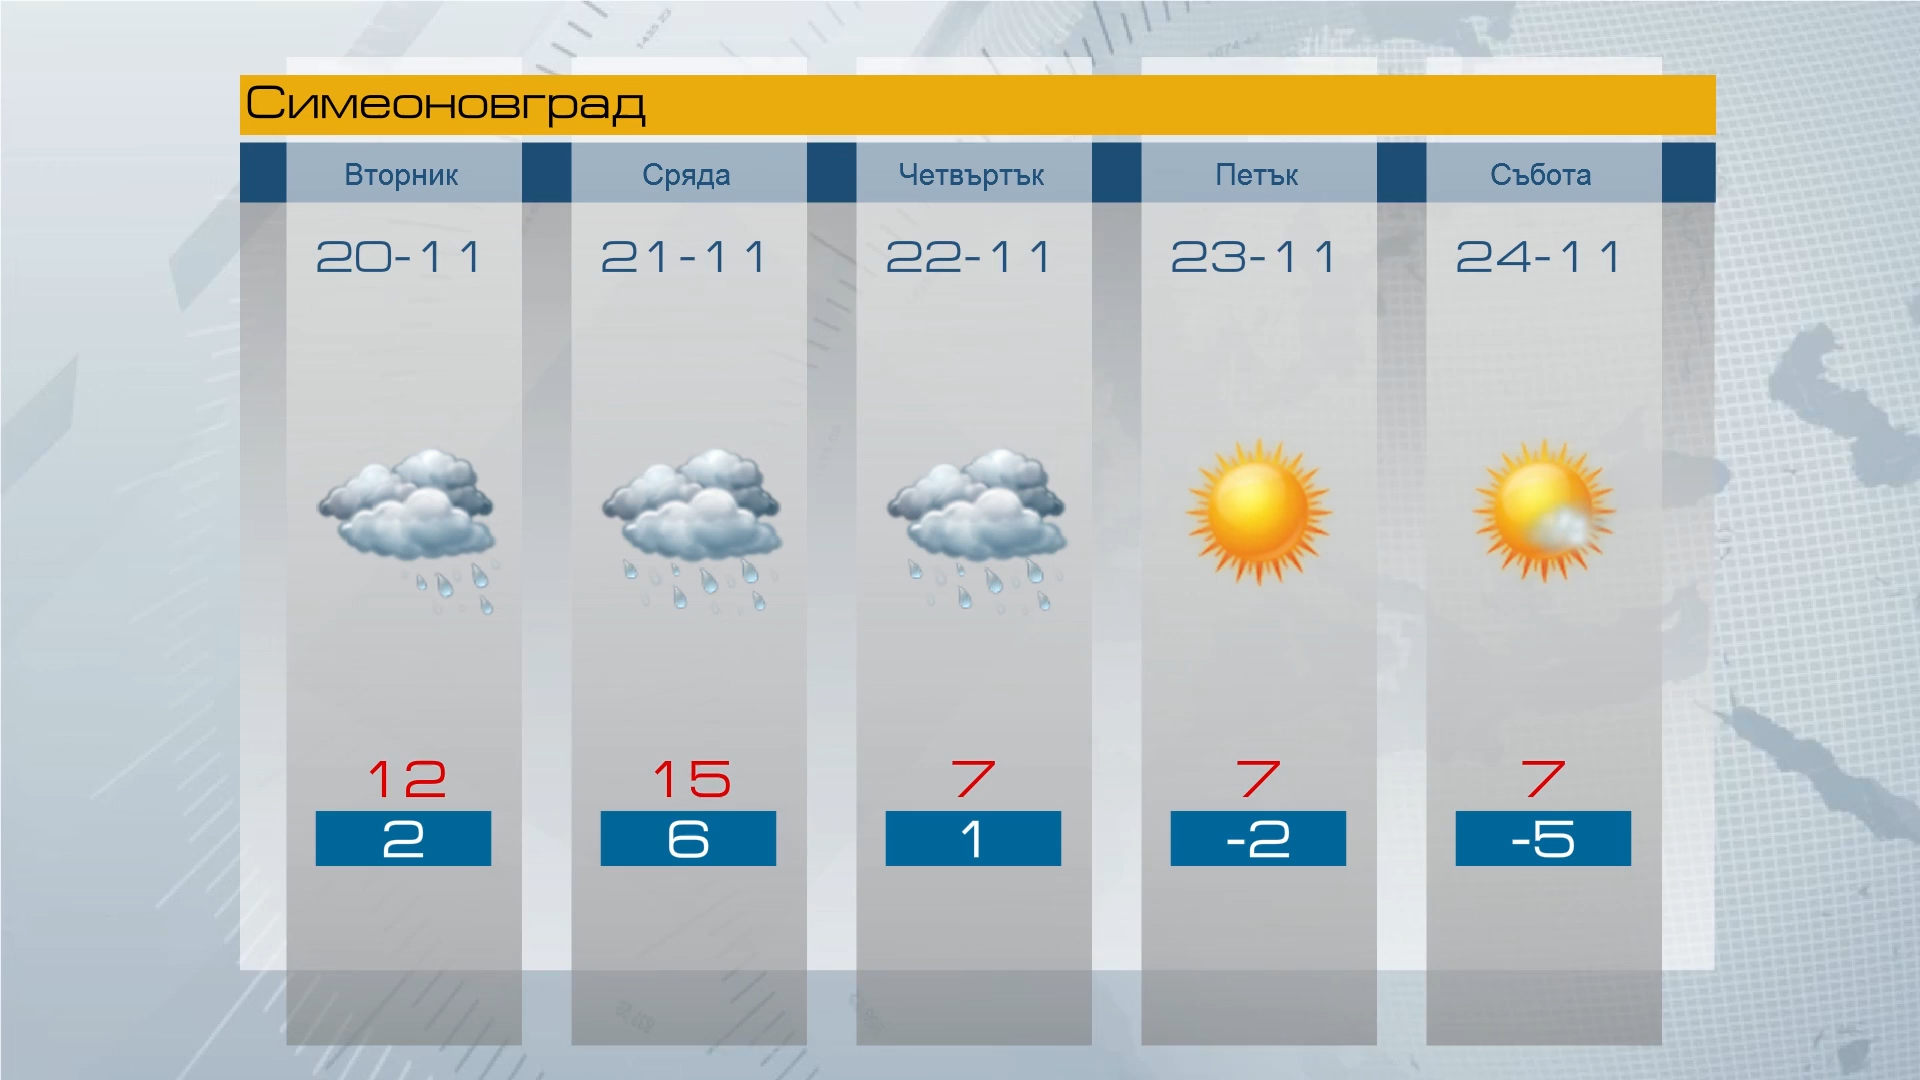 Симеоновград
Вторник Сряда Четвъртък Петък Събота
20-11 21-11 22-11 23-11 24-11
12 15 7 7 7
2 6 1 -2 -5